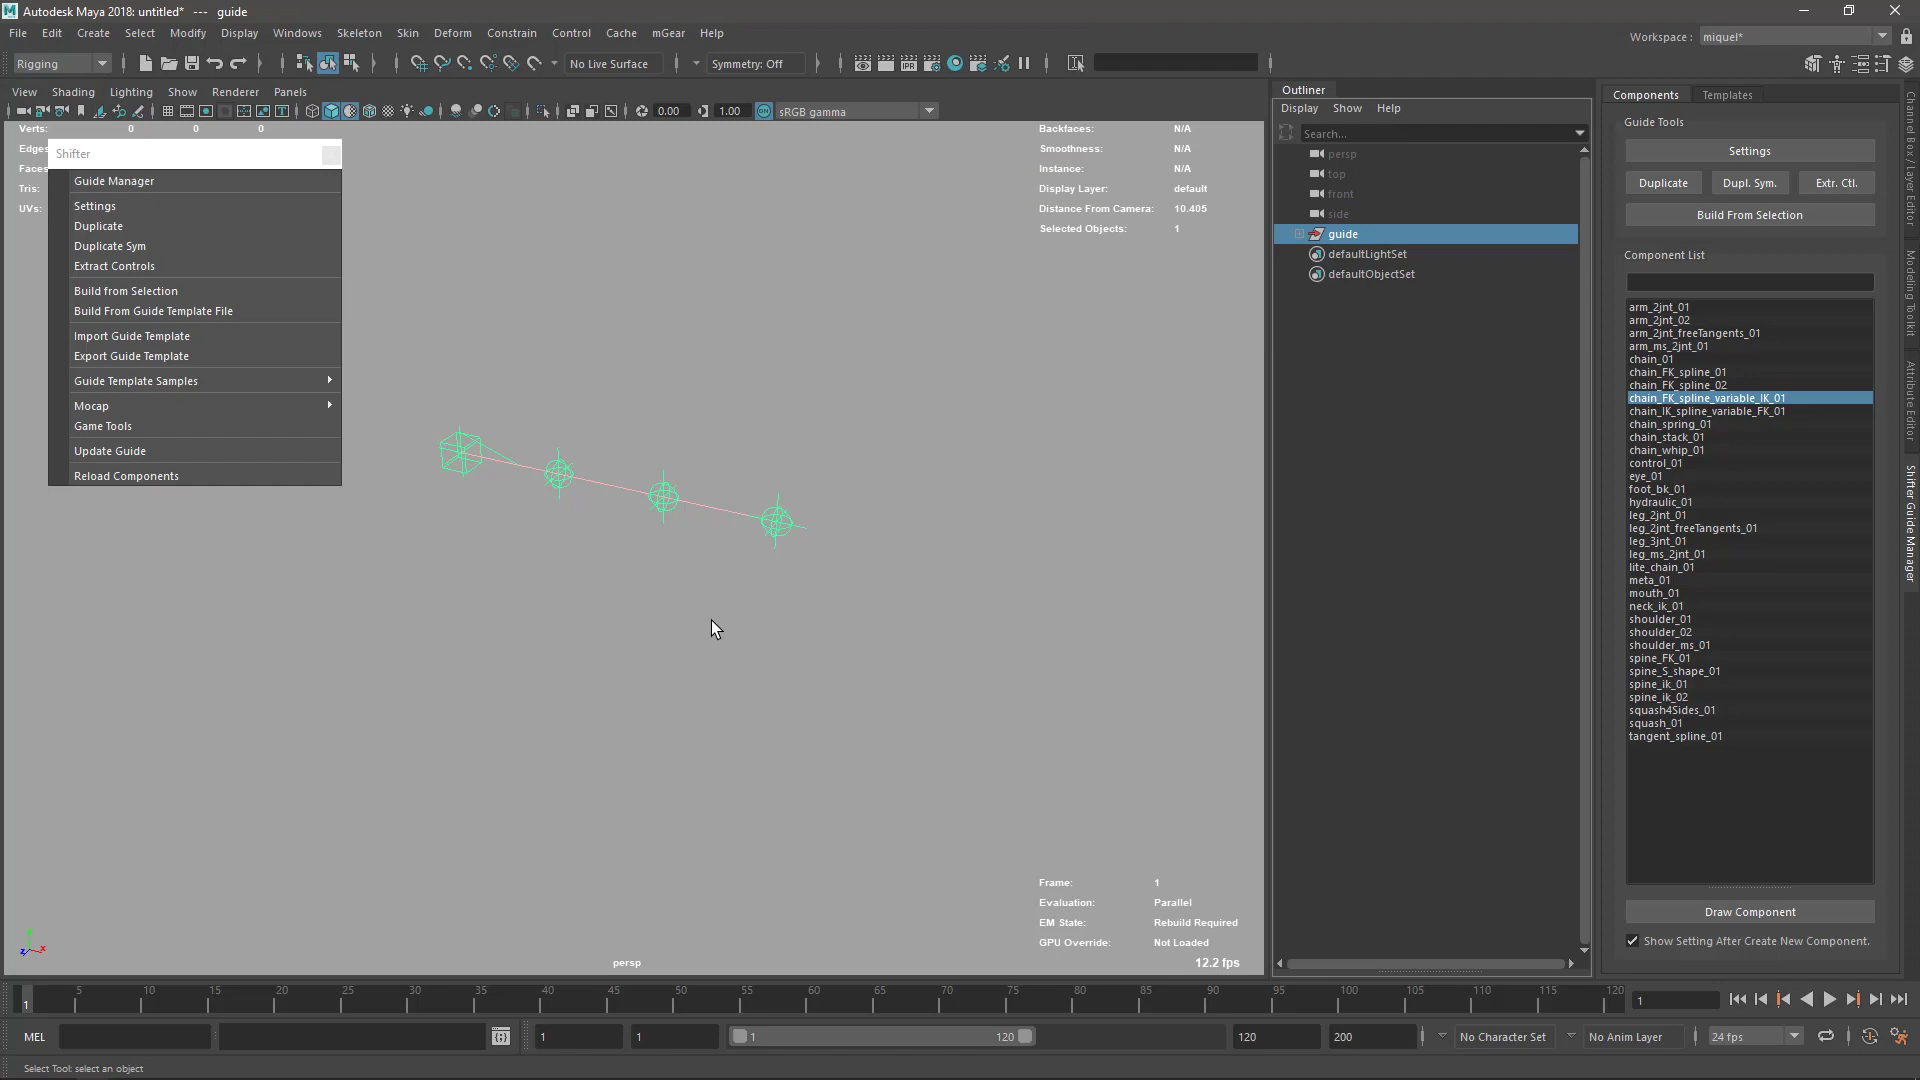 Autodesk Maya 2018: untitled*   ---   guide
File Edit Create Select Modify Display Windows Skeleton Skin Deform Constrain Control Cache mGear Help
Workspace : miquel*
Rigging
No Live Surface
Symmetry: Off
View Shading Lighting Show Renderer Panels
0.00
1.00
sRGB gamma
Verts: 0 0 0
Edges
Faces
Tris:
UVs:
Shifter
Guide Manager
Settings
Duplicate
Duplicate Sym
Extract Controls
Build from Selection
Build From Guide Template File
Import Guide Template
Export Guide Template
Guide Template Samples
Mocap
Game Tools
Update Guide
Reload Components
Backfaces: N/A
Smoothness: N/A
Instance: N/A
Display Layer: default
Distance From Camera: 10.405
Selected Objects: 1
Frame: 1
Evaluation: Parallel
EM State: Rebuild Required
GPU Override: Not Loaded
persp
12.2 fps
y
z
x
Outliner
Display Show Help
Search...
persp
top
front
side
guide
defaultLightSet
defaultObjectSet
Components Templates
Guide Tools
Settings
Duplicate Dupl. Sym. Extr. Ctl.
Build From Selection
Component List
arm_2jnt_01
arm_2jnt_02
arm_2jnt_freeTangents_01
arm_ms_2jnt_01
chain_01
chain_FK_spline_01
chain_FK_spline_02
chain_FK_spline_variable_IK_01
chain_IK_spline_variable_FK_01
chain_spring_01
chain_stack_01
chain_whip_01
control_01
eye_01
foot_bk_01
hydraulic_01
leg_2jnt_01
leg_2jnt_freeTangents_01
leg_3jnt_01
leg_ms_2jnt_01
lite_chain_01
meta_01
mouth_01
neck_ik_01
shoulder_01
shoulder_02
shoulder_ms_01
spine_FK_01
spine_S_shape_01
spine_ik_01
spine_ik_02
squash4Sides_01
squash_01
tangent_spline_01
Draw Component
Show Setting After Create New Component.
Channel Box / Layer Editor
Modeling Toolkit
Attribute Editor
Shifter Guide Manager
1 5 10 15 20 25 30 35 40 45 50 55 60 65 70 75 80 85 90 95 100 105 110 115 120
1
MEL
1
1
1 120
120
200
No Character Set
No Anim Layer
24 fps
Select Tool: select an object